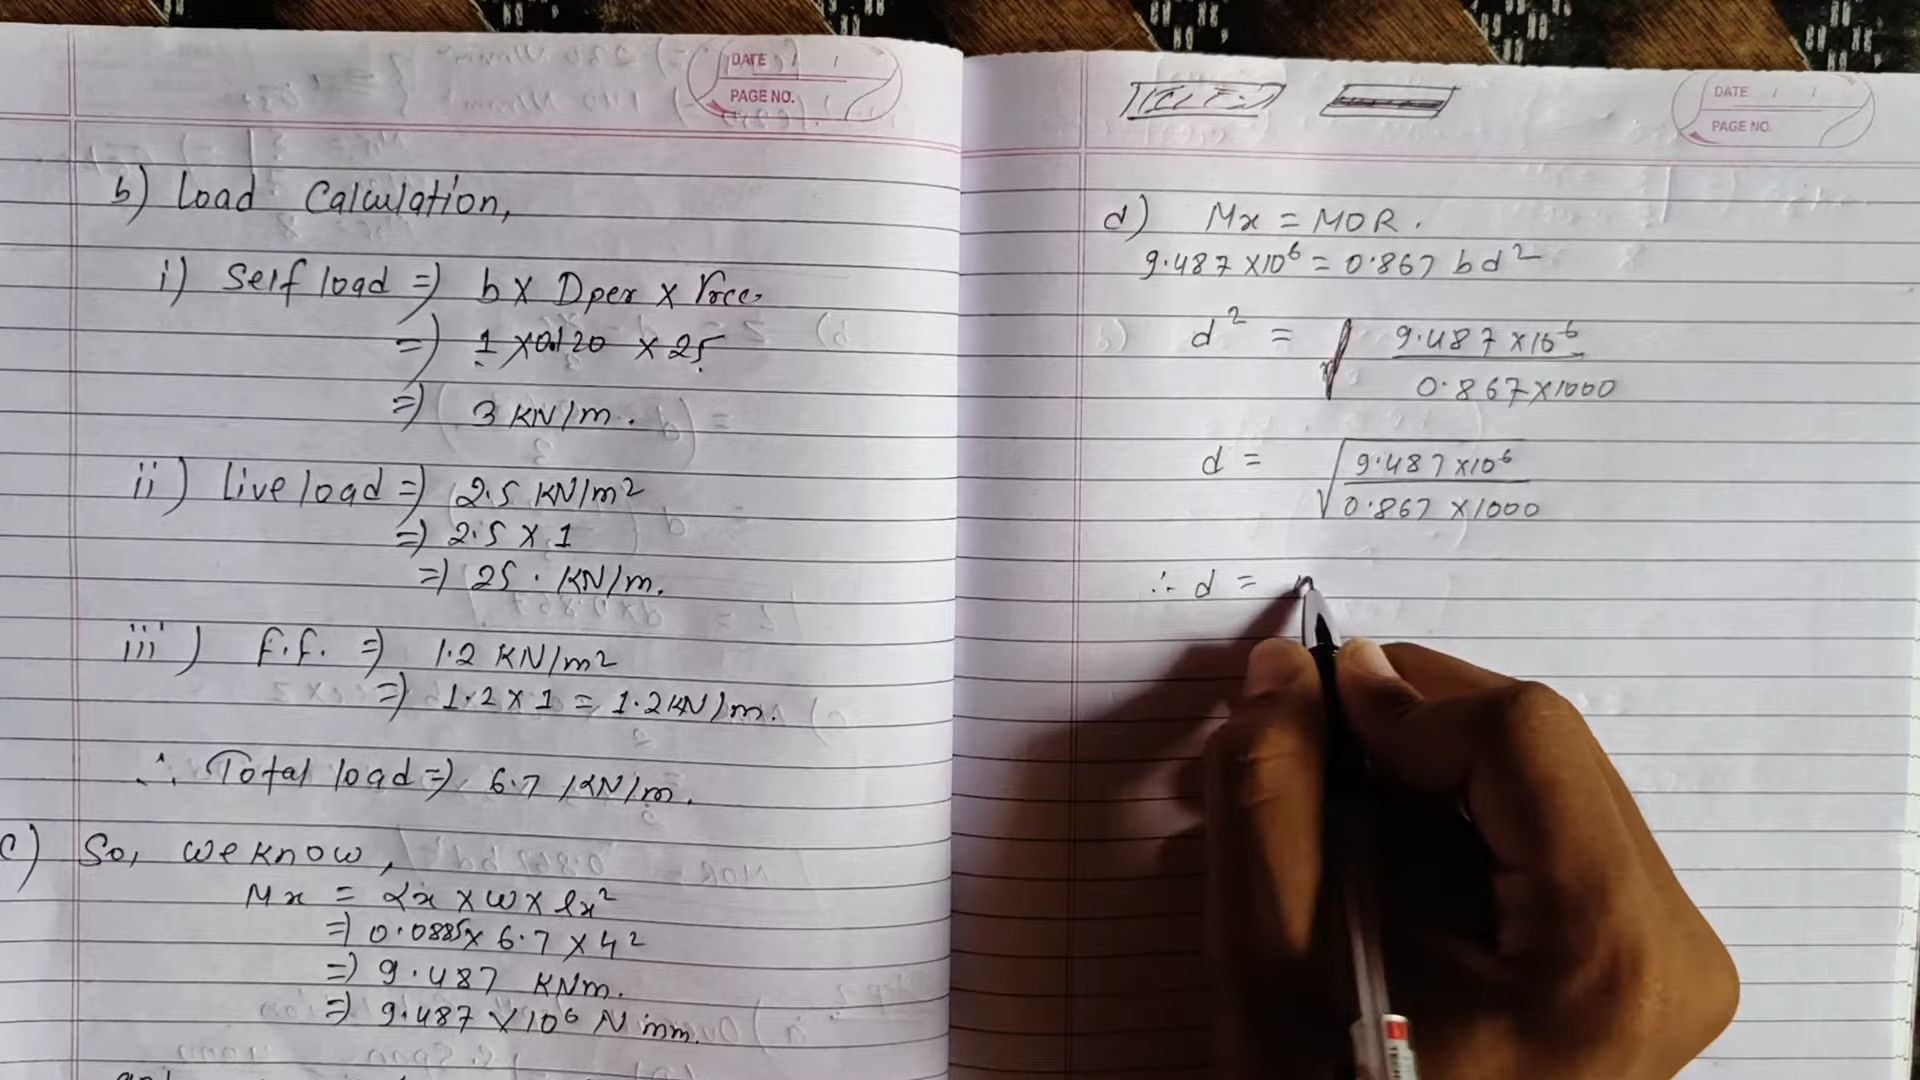 DATE / /
PAGE NO.
b) Load Calculation,
i) Self load => b x Dper x γrcc.
=> 1 x 0.120 x 25
=> 3 KN/m.
ii) Live load => 2.5 KN/m2
=> 2.5 x 1
=> 25. KN/m.
iii) F.f. => 1.2 KN/m2
=> 1.2 x 1 = 1.2 KN/m.
∴ Total load => 6.7 KN/m.
c) So, we know,
Mx = αx x w x lx²
=> 0.0885 x 6.7 x 4²
=> 9.487 KNm.
=> 9.487 x 10⁶ N mm.
DATE / /
PAGE NO.
d) Mx = MOR.
9.487 x 10⁶ = 0.867 bd²
d² = 9.487 x 10⁶ / 0.867 x 1000
d = √ 9.487 x 10⁶ / 0.867 x 1000
∴ d =